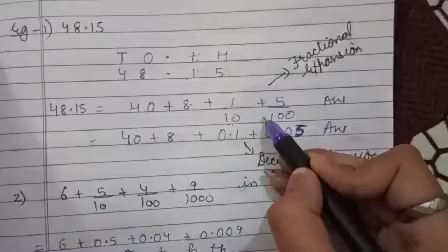 Eg-1) 48.15
T O . t H
4 8 . 1 5
Fractional
expansion
48.15 = 40 + 8 + 1/10 + 5/100 Ans
= 40 + 8 + 0.1 + 05 Ans
2) 6 + 5/10 + 4/100 + 9/1000 in
= 6 + 0.5 + 0.04 + 0.009